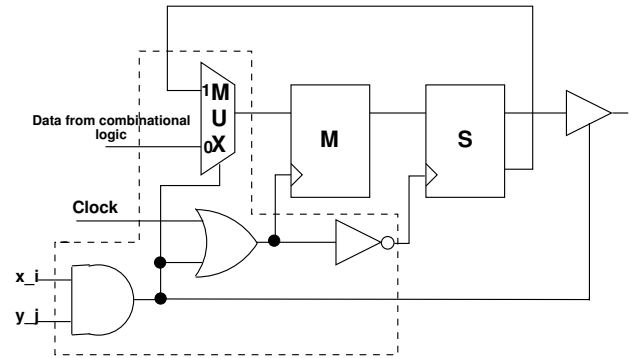 1
M
U
0
X
Data from combinational
logic
M
S
Clock
x_i
y_j